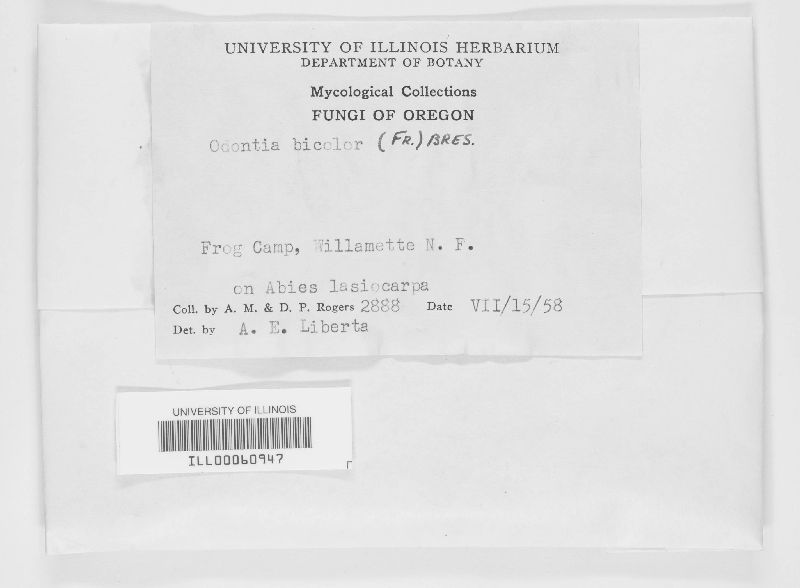 UNIVERSITY OF ILLINOIS HERBARIUM
DEPARTMENT OF BOTANY
Mycological Collections
FUNGI OF OREGON
Odontia bicolor (FR.) BRES.
Frog Camp, Willamette N. F.
on Abies lasiocarpa
Coll. by A. M. & D. P. Rogers 2888 Date VII/15/58
Det. by A. E. Liberta
UNIVERSITY OF ILLINOIS
ILL00060947